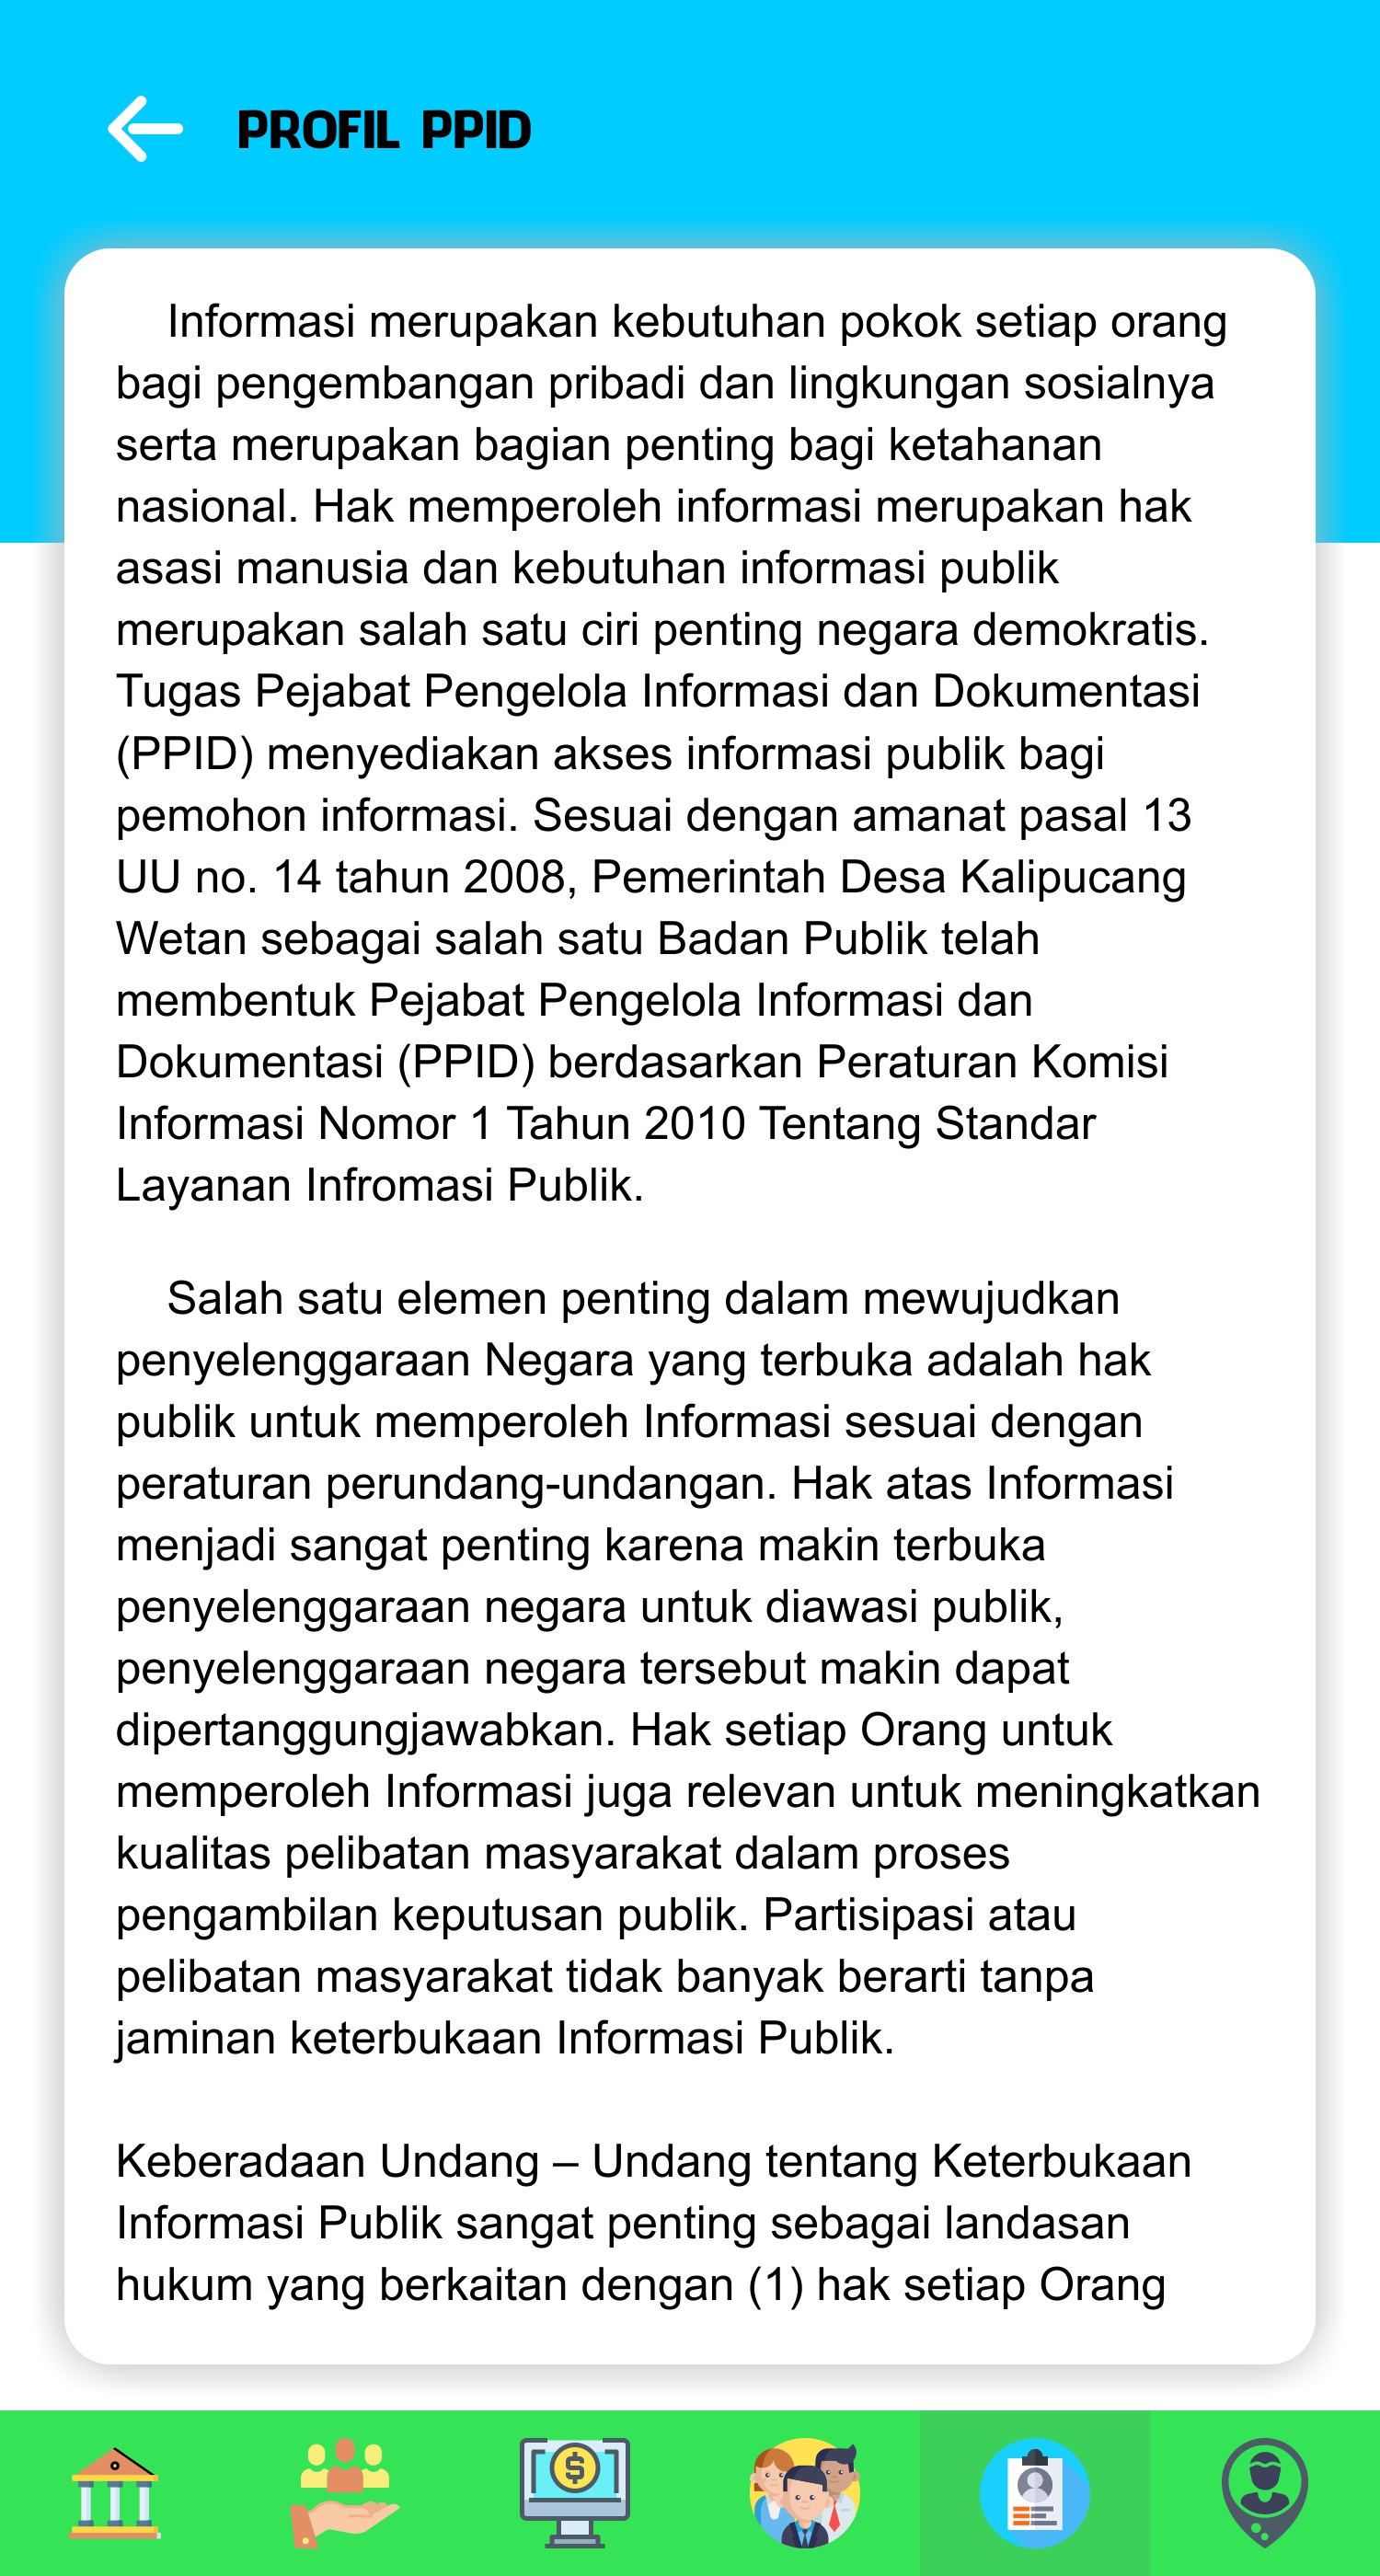 PROFIL PPID
Informasi merupakan kebutuhan pokok setiap orang
bagi pengembangan pribadi dan lingkungan sosialnya
serta merupakan bagian penting bagi ketahanan
nasional. Hak memperoleh informasi merupakan hak
asasi manusia dan kebutuhan informasi publik
merupakan salah satu ciri penting negara demokratis.
Tugas Pejabat Pengelola Informasi dan Dokumentasi
(PPID) menyediakan akses informasi publik bagi
pemohon informasi. Sesuai dengan amanat pasal 13
UU no. 14 tahun 2008, Pemerintah Desa Kalipucang
Wetan sebagai salah satu Badan Publik telah
membentuk Pejabat Pengelola Informasi dan
Dokumentasi (PPID) berdasarkan Peraturan Komisi
Informasi Nomor 1 Tahun 2010 Tentang Standar
Layanan Infromasi Publik.
Salah satu elemen penting dalam mewujudkan
penyelenggaraan Negara yang terbuka adalah hak
publik untuk memperoleh Informasi sesuai dengan
peraturan perundang-undangan. Hak atas Informasi
menjadi sangat penting karena makin terbuka
penyelenggaraan negara untuk diawasi publik,
penyelenggaraan negara tersebut makin dapat
dipertanggungjawabkan. Hak setiap Orang untuk
memperoleh Informasi juga relevan untuk meningkatkan
kualitas pelibatan masyarakat dalam proses
pengambilan keputusan publik. Partisipasi atau
pelibatan masyarakat tidak banyak berarti tanpa
jaminan keterbukaan Informasi Publik.
Keberadaan Undang – Undang tentang Keterbukaan
Informasi Publik sangat penting sebagai landasan
hukum yang berkaitan dengan (1) hak setiap Orang